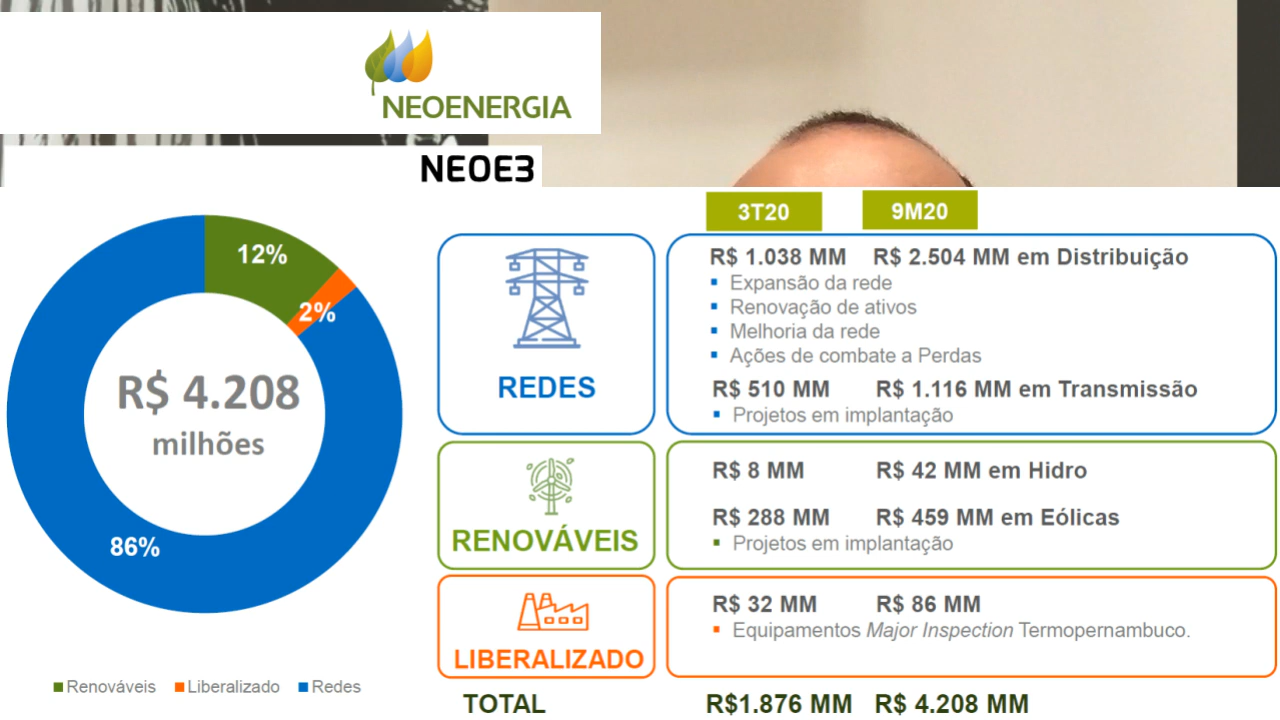 NEOENERGIA
NEOE3
3T20 9M20
12%
2%
86%
R$ 4.208
milhões
Renováveis Liberalizado Redes
REDES
R$ 1.038 MM R$ 2.504 MM em Distribuição
Expansão da rede
Renovação de ativos
Melhoria da rede
Ações de combate a Perdas
R$ 510 MM R$ 1.116 MM em Transmissão
Projetos em implantação
RENOVÁVEIS
R$ 8 MM R$ 42 MM em Hidro
R$ 288 MM R$ 459 MM em Eólicas
Projetos em implantação
LIBERALIZADO
R$ 32 MM R$ 86 MM
Equipamentos Major Inspection Termopernambuco.
TOTAL R$1.876 MM R$ 4.208 MM